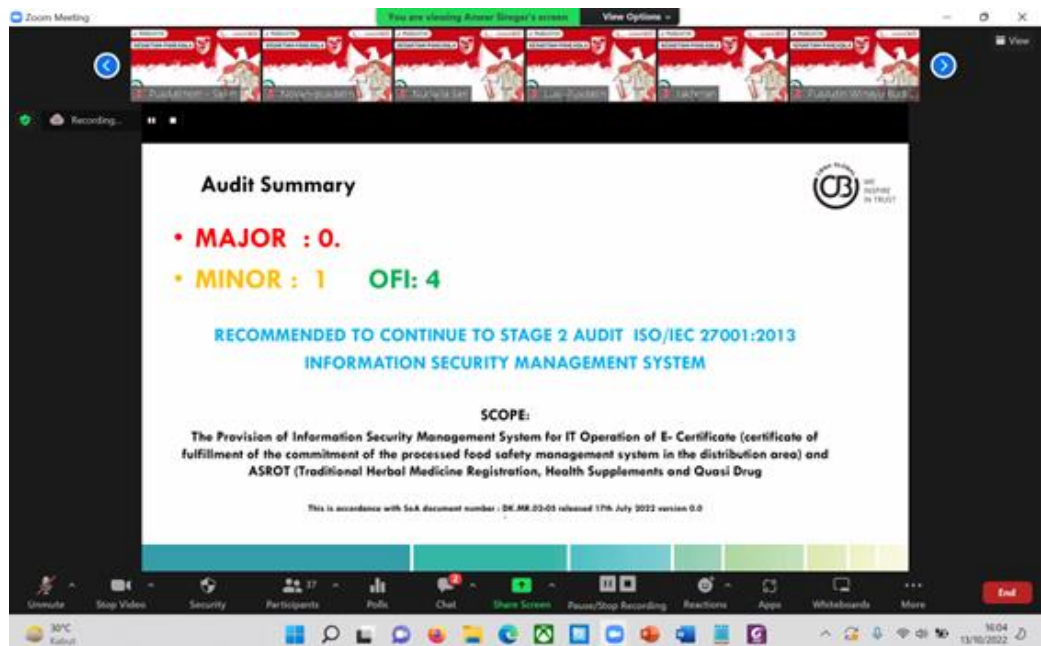 Zoom Meeting
You are viewing Anwar Siregar's screen
View Options
View
Recording...
Audit Summary
CBQA GLOBAL
CB
WE
INSPIRE
IN TRUST
• MAJOR : 0.
• MINOR : 1 OFI: 4
RECOMMENDED TO CONTINUE TO STAGE 2 AUDIT ISO/IEC 27001:2013
INFORMATION SECURITY MANAGEMENT SYSTEM
SCOPE:
The Provision of Information Security Management System for IT Operation of E- Certificate (certificate of
fulfillment of the commitment of the processed food safety management system in the distribution area) and
ASROT (Traditional Herbal Medicine Registration, Health Supplements and Quasi Drug
This is accordance with SoA document number : DK.MR.03-05 released 17th July 2022 version 0.0
Unmute
Stop Video
Security
Participants
37
Polls
Chat
2
Share Screen
Pause/Stop Recording
Reactions
Apps
Whiteboards
More
End
30°C
Kabut
16:04
13/10/2022